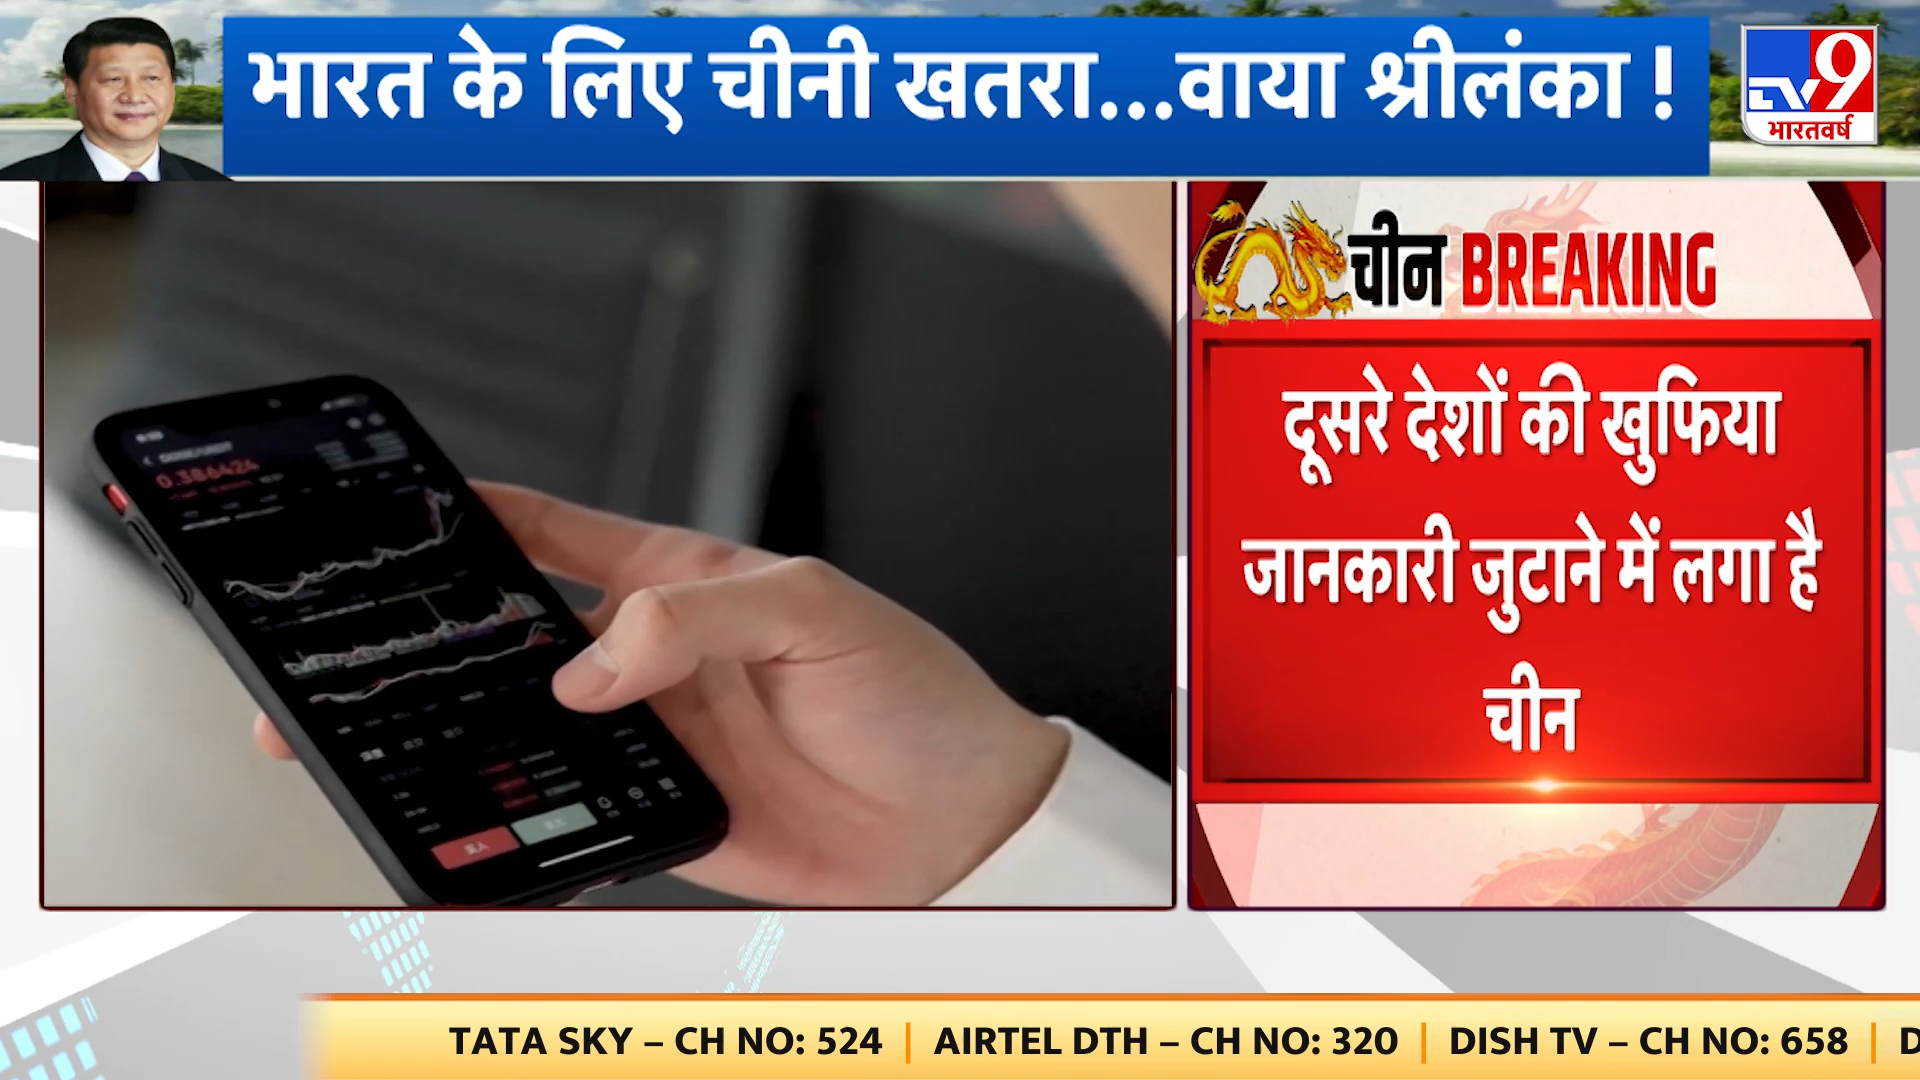 भारत के लिए चीनी खतरा...वाया श्रीलंका !
TV9
भारतवर्ष
चीन BREAKING
दूसरे देशों की खुफिया
जानकारी जुटाने में लगा है
चीन
0.386424
TATA SKY – CH NO: 524 | AIRTEL DTH – CH NO: 320 | DISH TV – CH NO: 658 | D